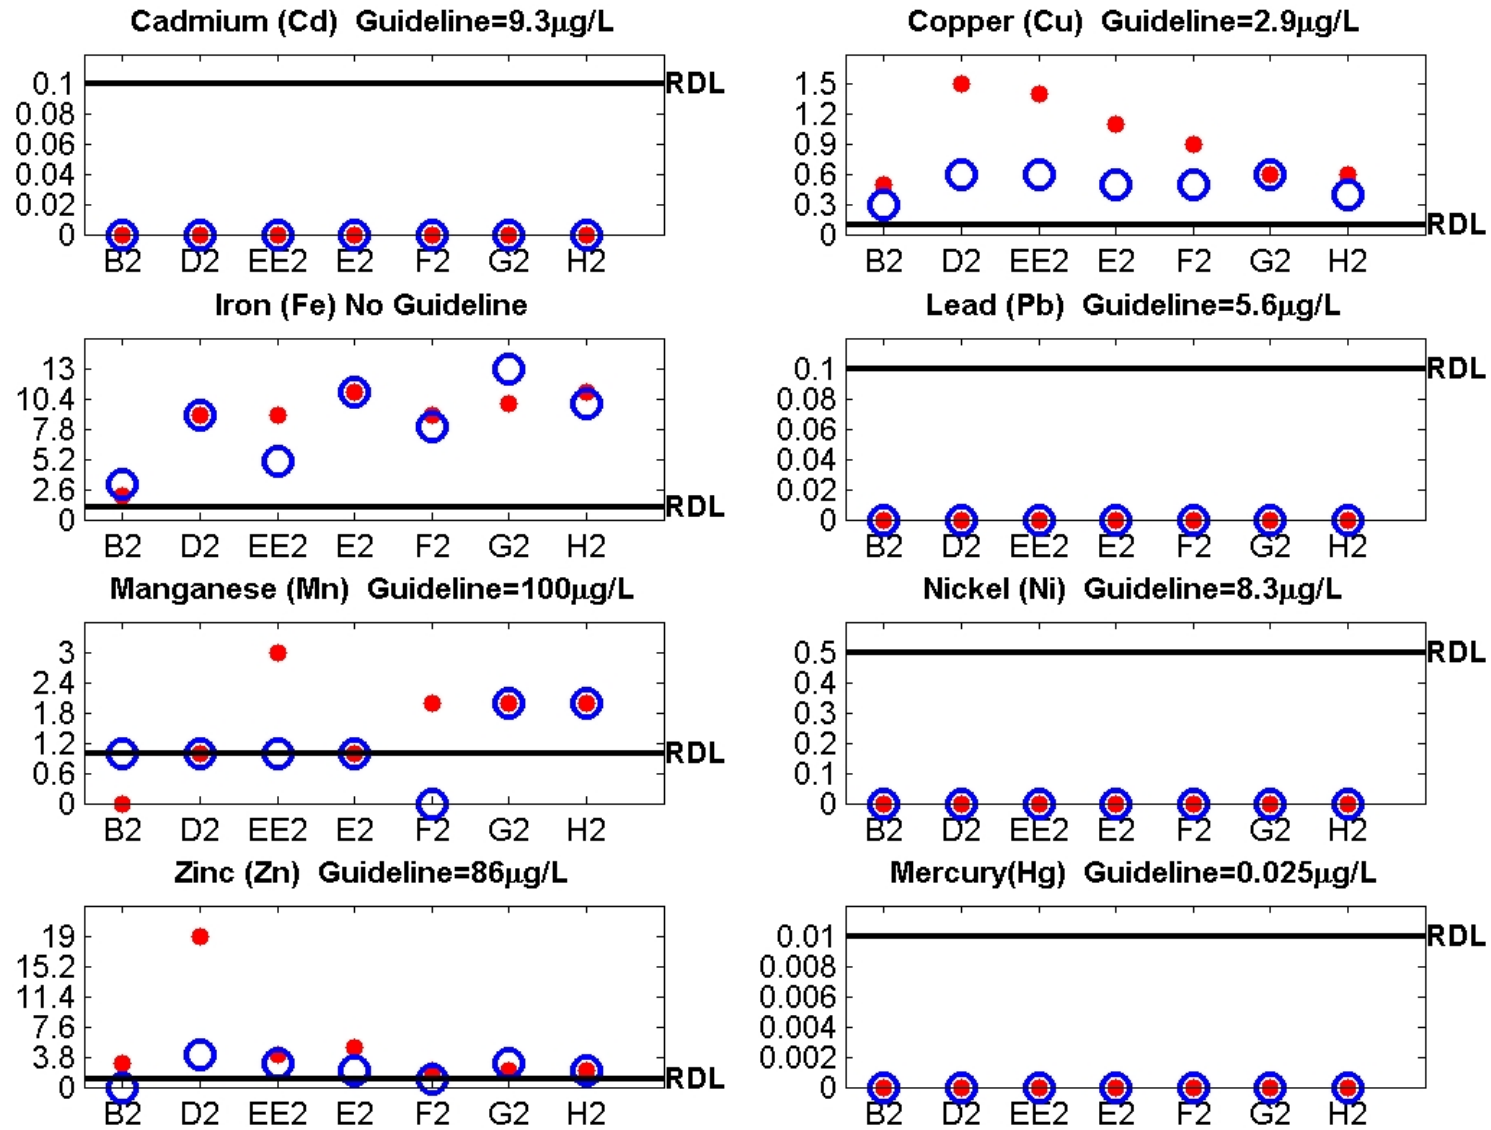 Cadmium (Cd)  Guideline=9.3μg/L
0.1
0.08
0.06
0.04
0.02
0
RDL
B2 D2 EE2 E2 F2 G2 H2
Copper (Cu)  Guideline=2.9μg/L
1.5
1.2
0.9
0.6
0.3
0
RDL
B2 D2 EE2 E2 F2 G2 H2
Iron (Fe) No Guideline
13
10.4
7.8
5.2
2.6
0
RDL
B2 D2 EE2 E2 F2 G2 H2
Lead (Pb)  Guideline=5.6μg/L
0.1
0.08
0.06
0.04
0.02
0
RDL
B2 D2 EE2 E2 F2 G2 H2
Manganese (Mn)  Guideline=100μg/L
3
2.4
1.8
1.2
0.6
0
RDL
B2 D2 EE2 E2 F2 G2 H2
Nickel (Ni)  Guideline=8.3μg/L
0.5
0.4
0.3
0.2
0.1
0
RDL
B2 D2 EE2 E2 F2 G2 H2
Zinc (Zn)  Guideline=86μg/L
19
15.2
11.4
7.6
3.8
0
RDL
B2 D2 EE2 E2 F2 G2 H2
Mercury(Hg)  Guideline=0.025μg/L
0.01
0.008
0.006
0.004
0.002
0
RDL
B2 D2 EE2 E2 F2 G2 H2